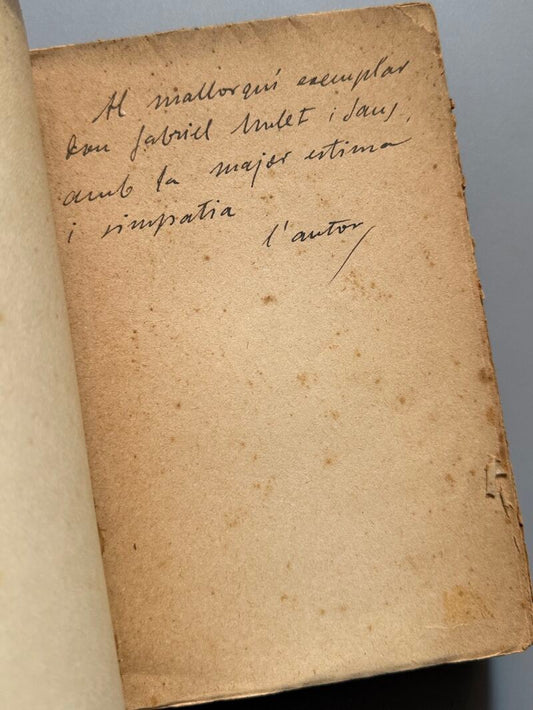 Al mallorquí exemplar
don Gabriel Mulet i Sans,
amb la major estima
i simpatia
l'autor